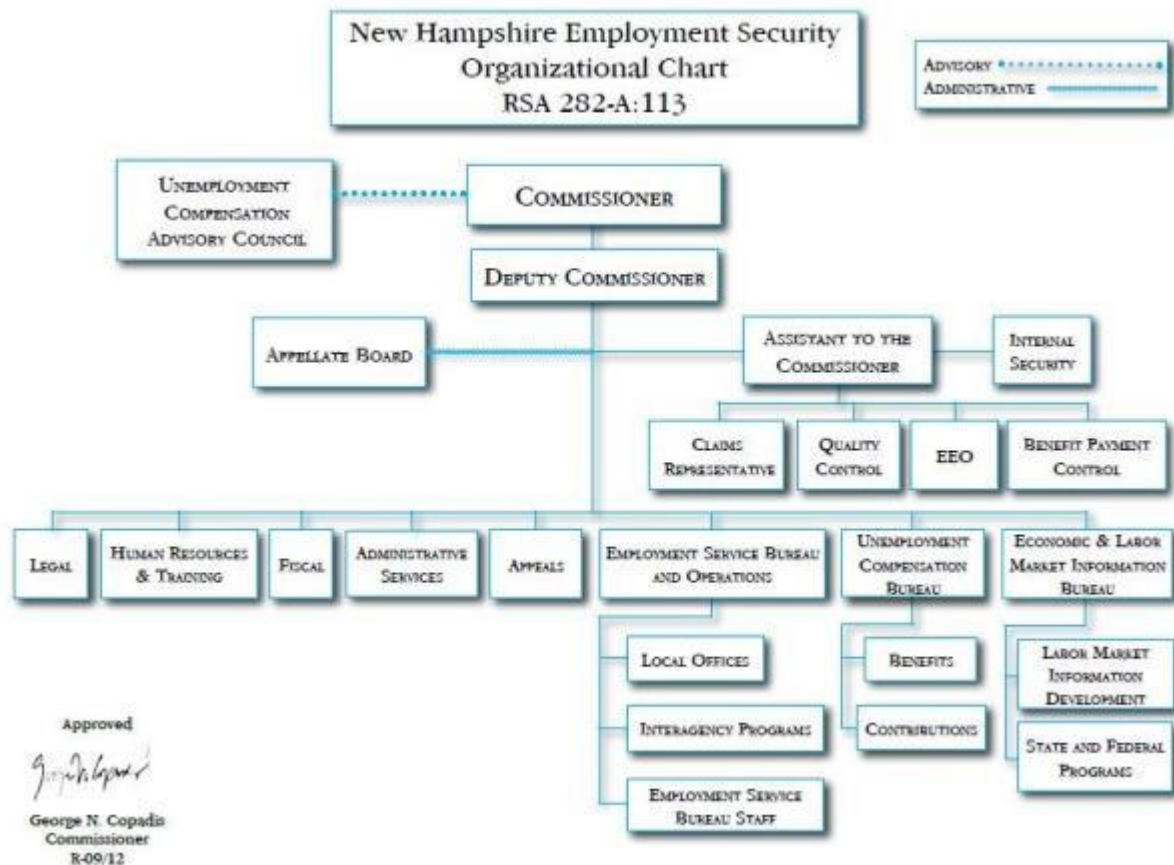 New Hampshire Employment Security
Organizational Chart
RSA 282-A:113
ADVISORY
ADMINISTRATIVE
UNEMPLOYMENT
COMPENSATION
ADVISORY COUNCIL
COMMISSIONER
DEPUTY COMMISSIONER
APPELLATE BOARD
ASSISTANT TO THE
COMMISSIONER
INTERNAL
SECURITY
CLAIMS
REPRESENTATIVE
QUALITY
CONTROL
EEO
BENEFIT PAYMENT
CONTROL
LEGAL
HUMAN RESOURCES
& TRAINING
FISCAL
ADMINISTRATIVE
SERVICES
APPEALS
EMPLOYMENT SERVICE BUREAU
AND OPERATIONS
UNEMPLOYMENT
COMPENSATION
BUREAU
ECONOMIC & LABOR
MARKET INFORMATION
BUREAU
LOCAL OFFICES
INTERAGENCY PROGRAMS
EMPLOYMENT SERVICE
BUREAU STAFF
BENEFITS
CONTRIBUTIONS
LABOR MARKET
INFORMATION
DEVELOPMENT
STATE AND FEDERAL
PROGRAMS
Approved
George N. Copadis
Commissioner
R-09/12